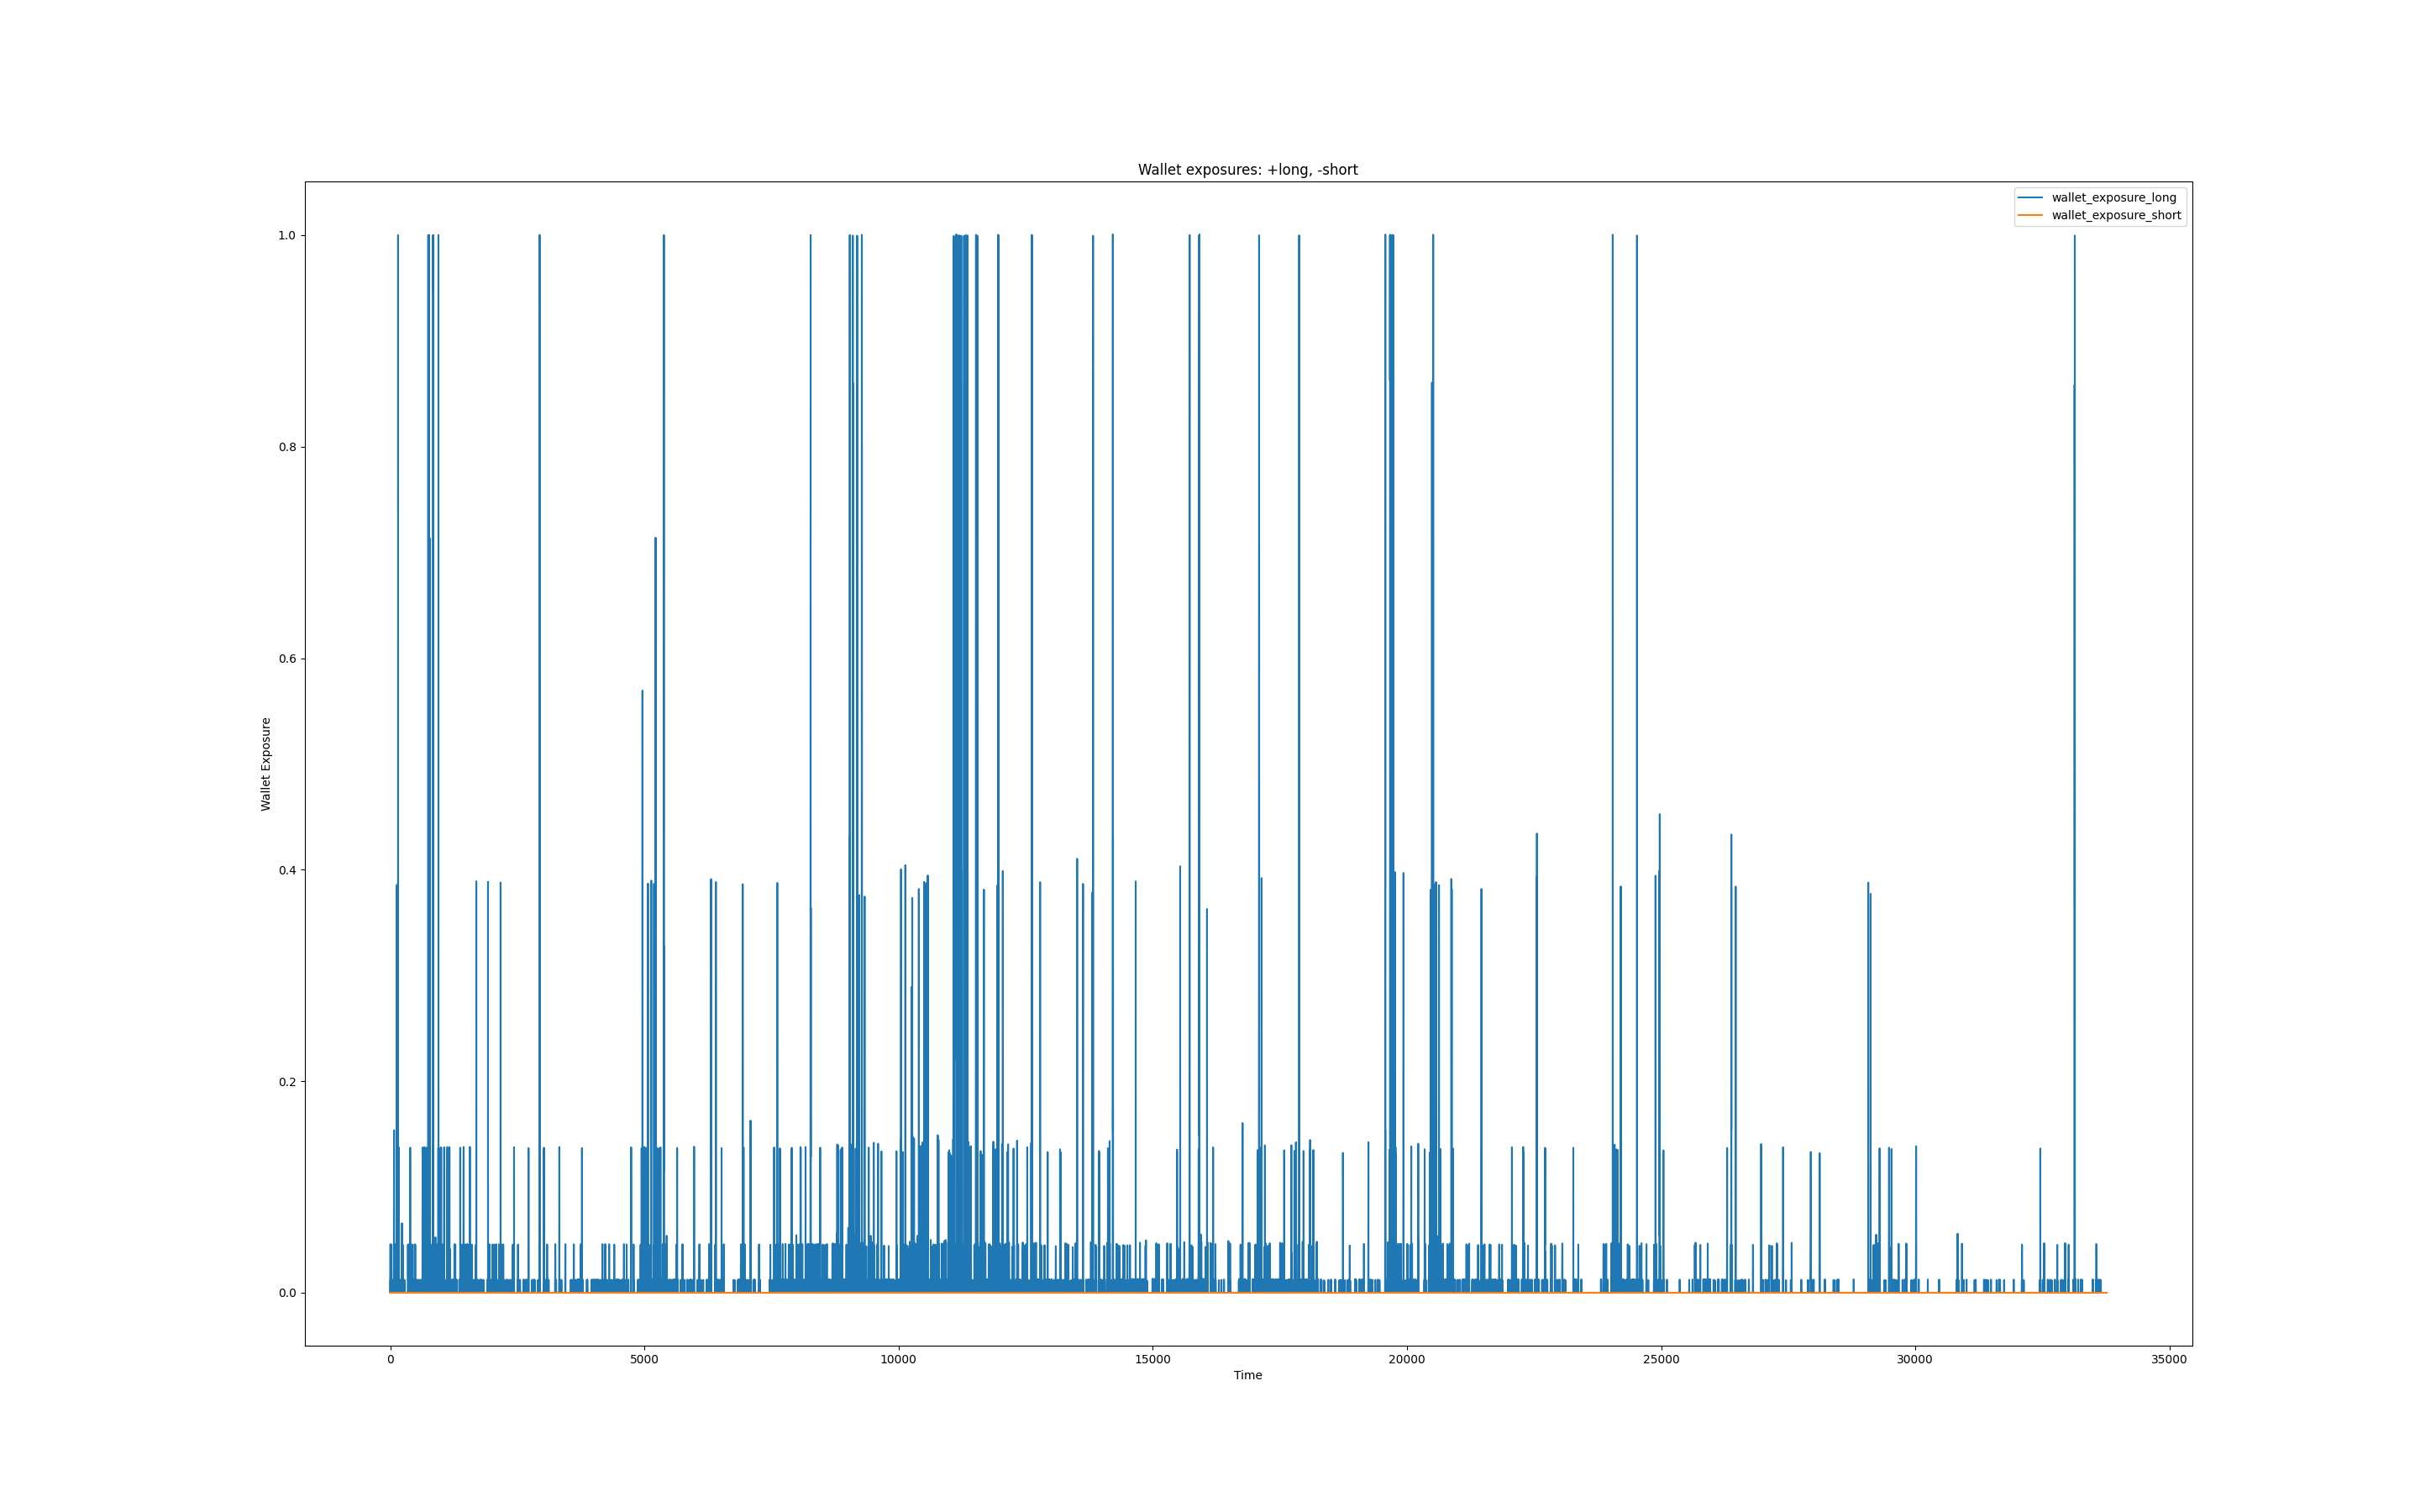 Wallet exposures: +long, -short
wallet_exposure_long
wallet_exposure_short
1.0
0.8
0.6
0.4
0.2
0.0
Wallet Exposure
0 5000 10000 15000 20000 25000 30000 35000
Time